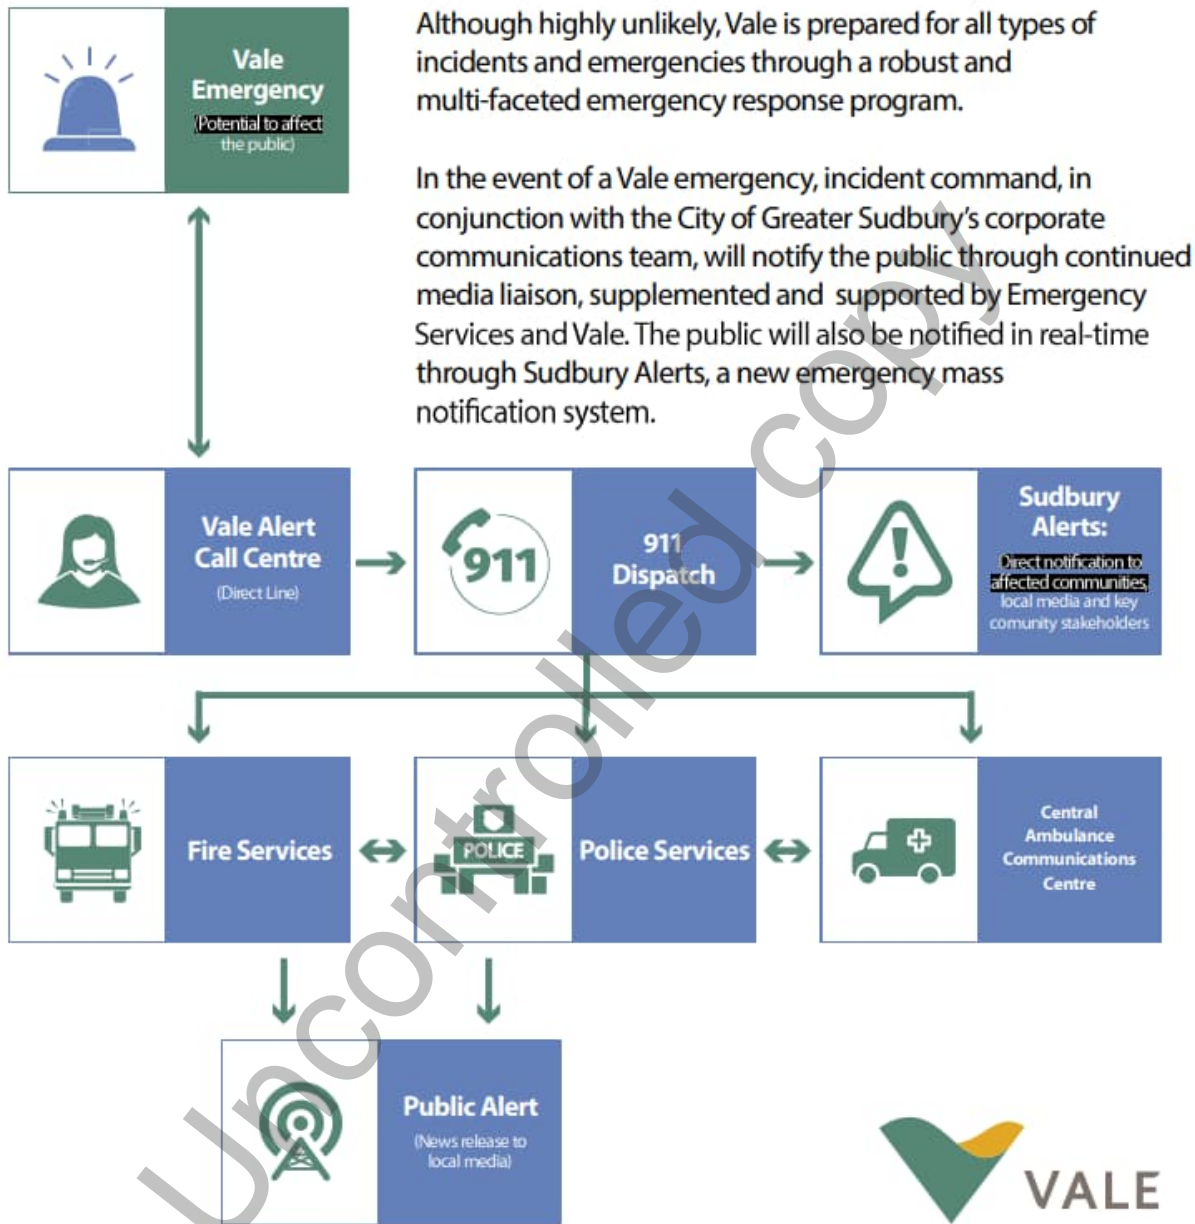 Vale
Emergency
(Potential to affect
the public)
Although highly unlikely, Vale is prepared for all types of
incidents and emergencies through a robust and
multi-faceted emergency response program.
In the event of a Vale emergency, incident command, in
conjunction with the City of Greater Sudbury's corporate
communications team, will notify the public through continued
media liaison, supplemented and supported by Emergency
Services and Vale. The public will also be notified in real-time
through Sudbury Alerts, a new emergency mass
notification system.
Vale Alert
Call Centre
(Direct Line)
911
911
Dispatch
Sudbury
Alerts:
Direct notification to
affected communities,
local media and key
comunity stakeholders
Fire Services
POLICE
Police Services
Central
Ambulance
Communications
Centre
Public Alert
(News release to
local media)
VALE
Uncontrolled copy